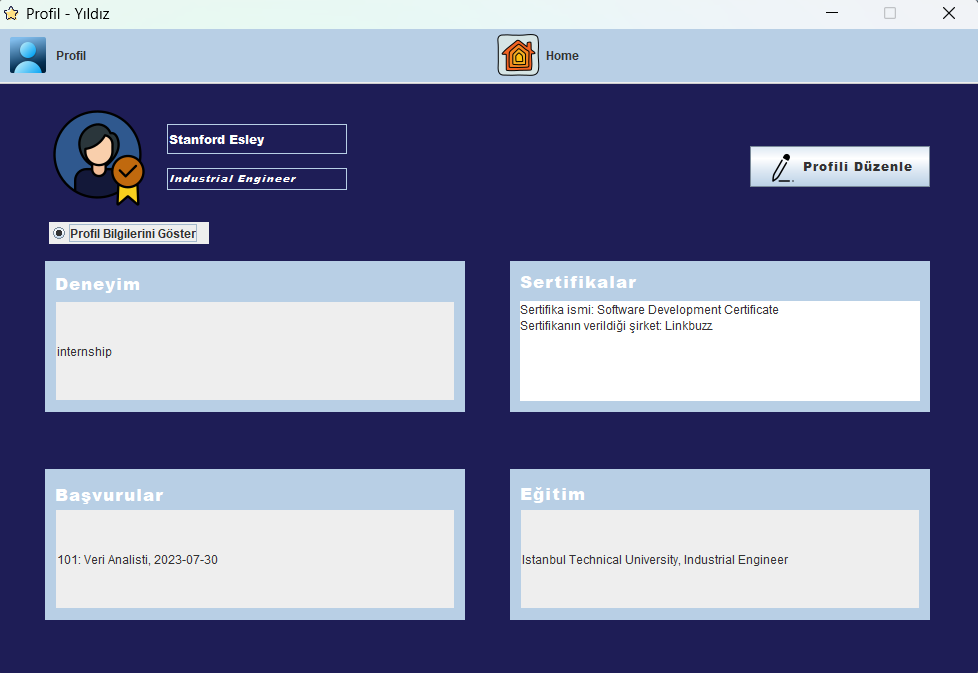 Profil - Yıldız
Profil
Home
Stanford Esley
Industrial Engineer
Profili Düzenle
Profil Bilgilerini Göster
Deneyim
internship
Sertifikalar
Sertifika ismi: Software Development Certificate
Sertifikanın verildiği şirket: Linkbuzz
Başvurular
101: Veri Analisti, 2023-07-30
Eğitim
Istanbul Technical University, Industrial Engineer